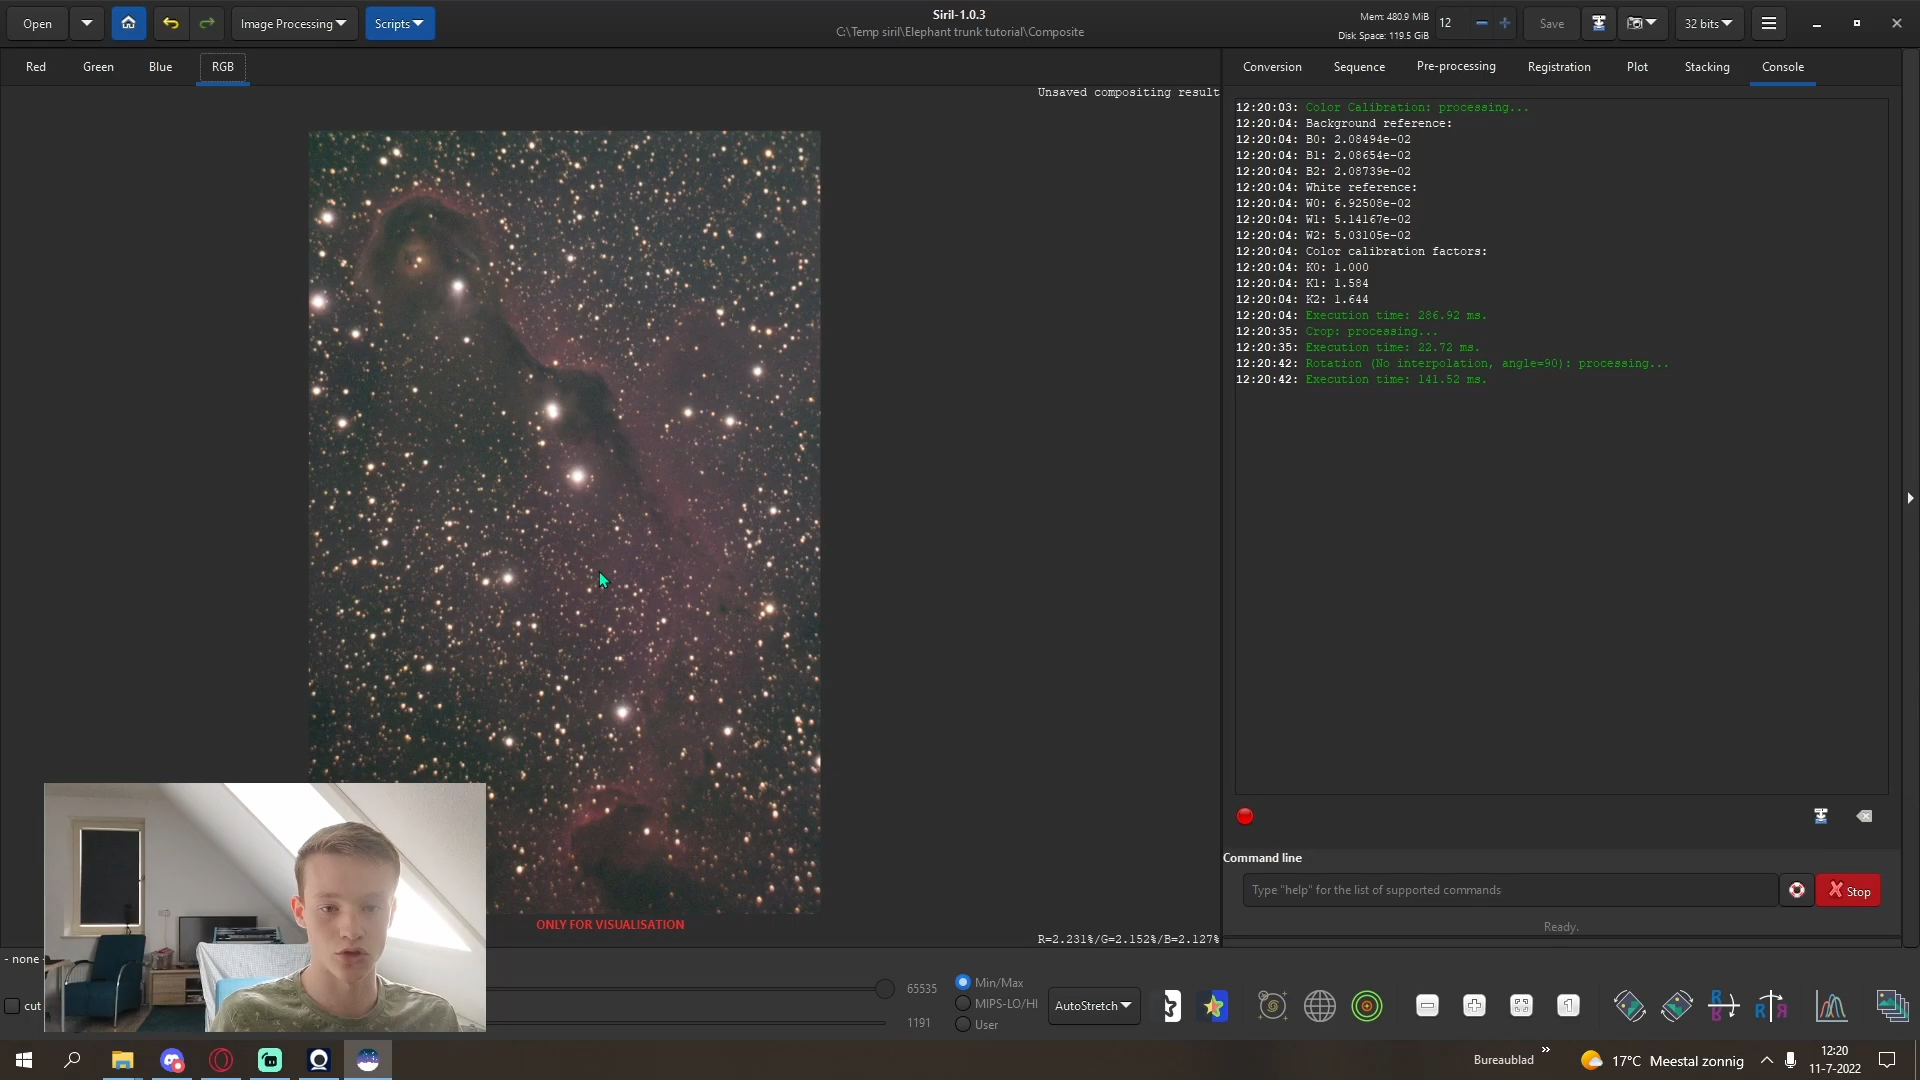 Open
Image Processing
Scripts
Siril-1.0.3
C:\Temp siril\Elephant trunk tutorial\Composite
Mem: 480.9 MiB
Disk Space: 119.5 GiB
12
Save
32 bits
Red
Green
Blue
RGB
Conversion
Sequence
Pre-processing
Registration
Plot
Stacking
Console
Unsaved compositing result
12:20:03: Color Calibration: processing...
12:20:04: Background reference:
12:20:04: B0: 2.08494e-02
12:20:04: B1: 2.08654e-02
12:20:04: B2: 2.08739e-02
12:20:04: White reference:
12:20:04: W0: 6.92508e-02
12:20:04: W1: 5.14167e-02
12:20:04: W2: 5.03105e-02
12:20:04: Color calibration factors:
12:20:04: K0: 1.000
12:20:04: K1: 1.584
12:20:04: K2: 1.644
12:20:04: Execution time: 286.92 ms.
12:20:35: Crop: processing...
12:20:35: Execution time: 22.72 ms.
12:20:42: Rotation (No interpolation, angle=90): processing...
12:20:42: Execution time: 141.52 ms.
Command line
Type "help" for the list of supported commands
Stop
Ready.
ONLY FOR VISUALISATION
R=2.231%/G=2.152%/B=2.127%
- none
cut
65535
1191
Min/Max
MIPS-LO/HI
User
AutoStretch
Bureaublad
17°C Meestal zonnig
12:20
11-7-2022